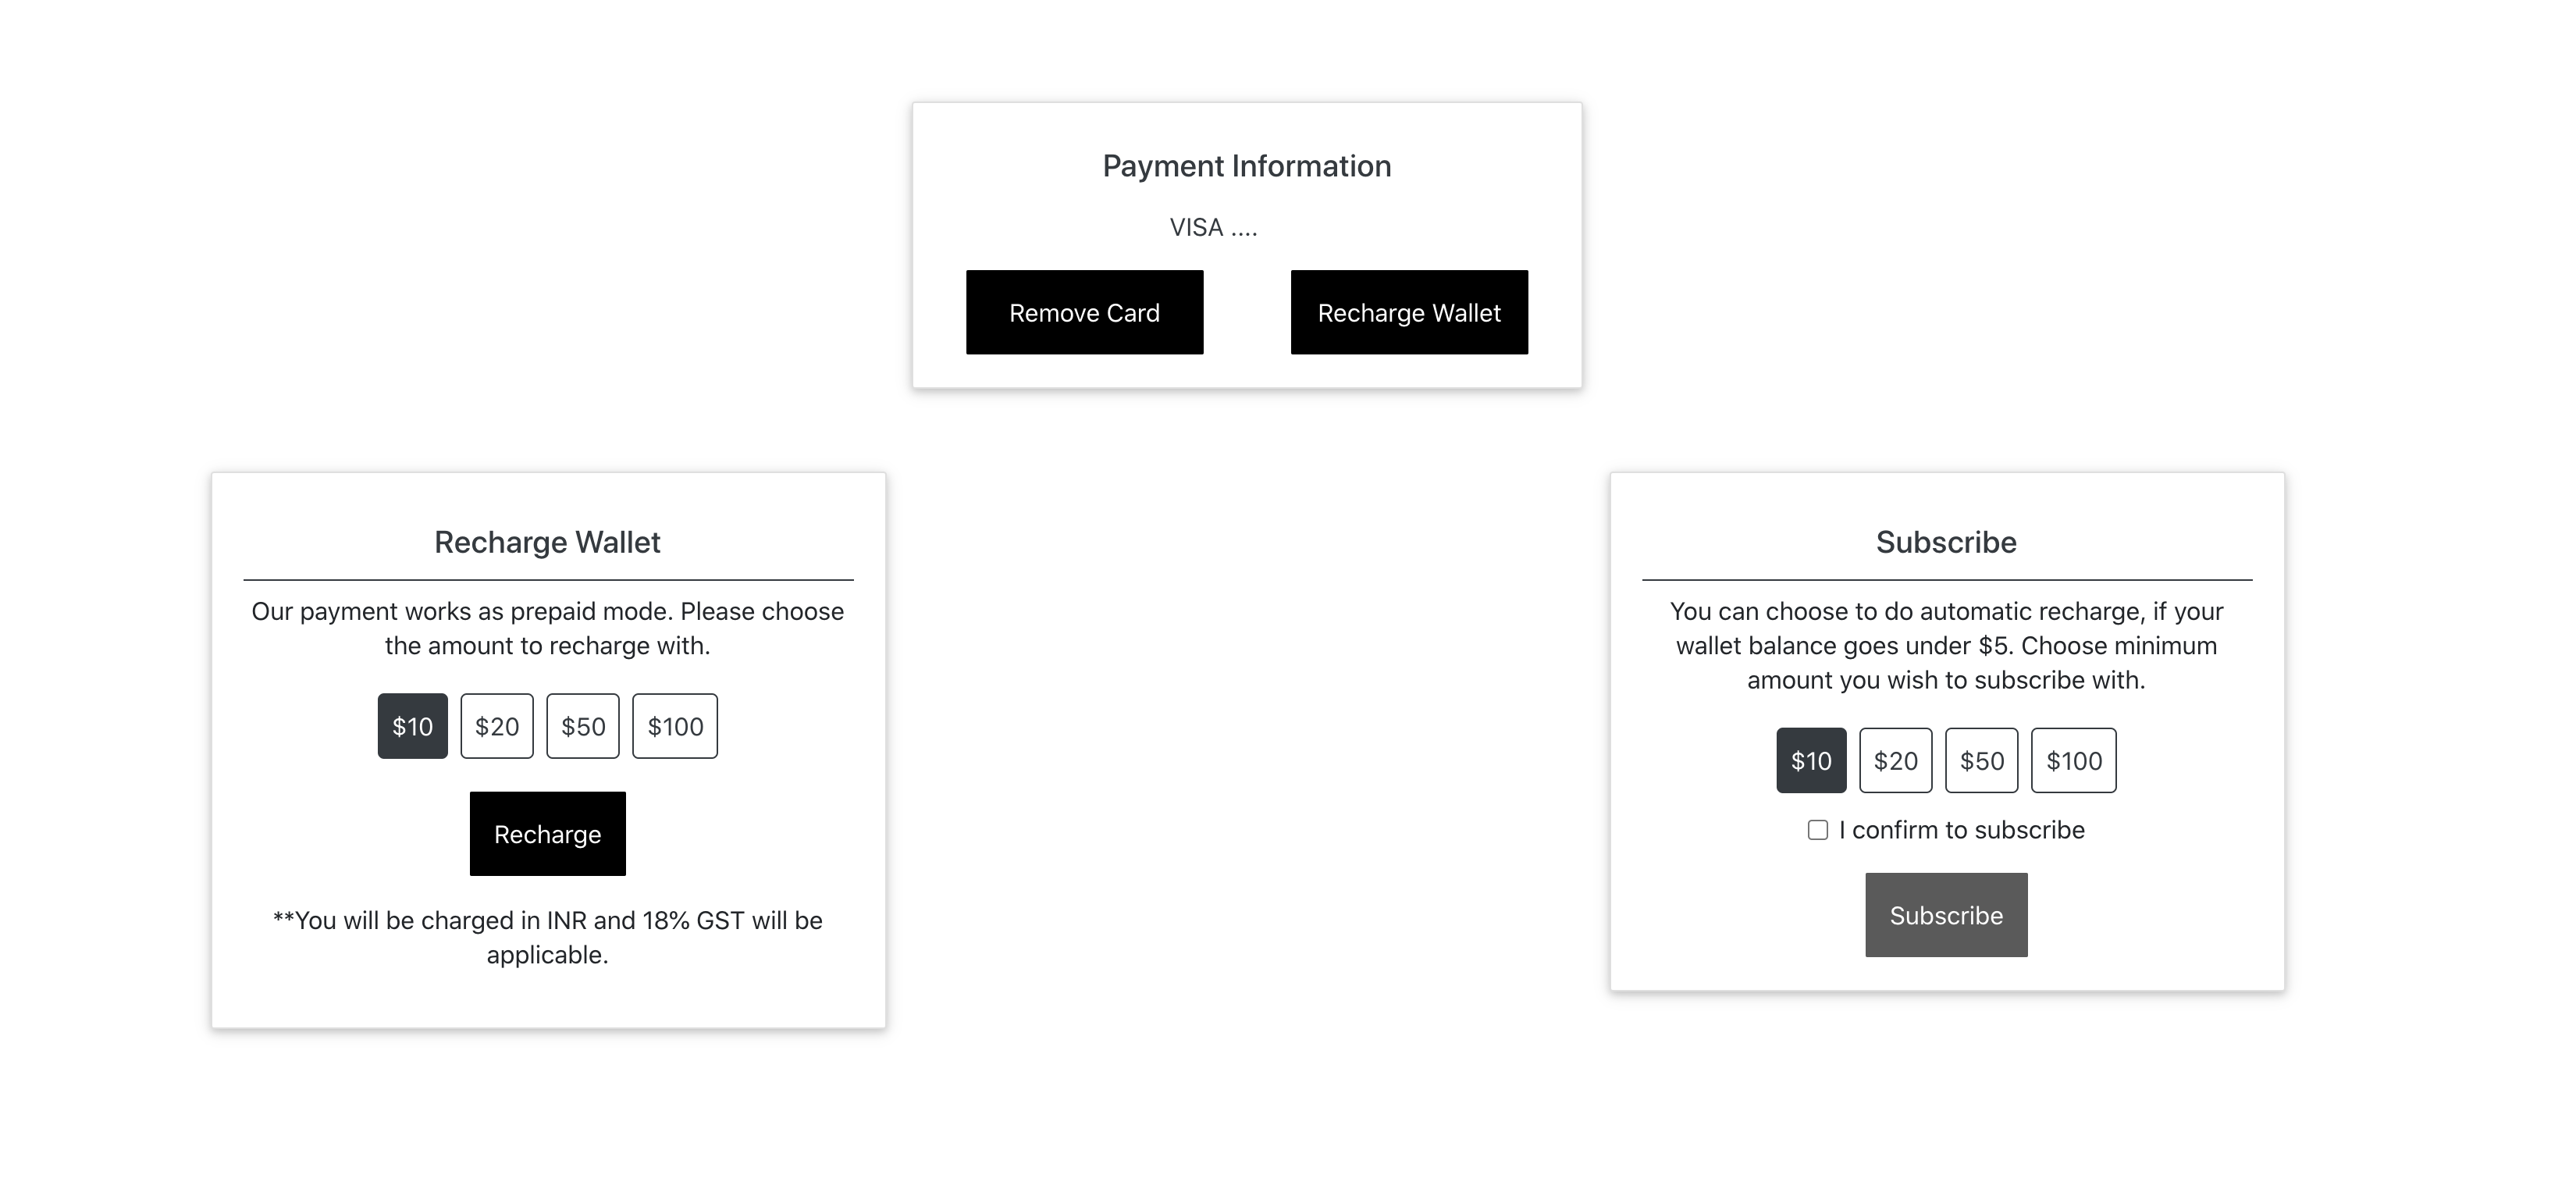 Payment Information
VISA ....
Remove Card
Recharge Wallet
Recharge Wallet
Our payment works as prepaid mode. Please choose
the amount to recharge with.
$10 $20 $50 $100
Recharge
**You will be charged in INR and 18% GST will be
applicable.
Subscribe
You can choose to do automatic recharge, if your
wallet balance goes under $5. Choose minimum
amount you wish to subscribe with.
$10 $20 $50 $100
I confirm to subscribe
Subscribe